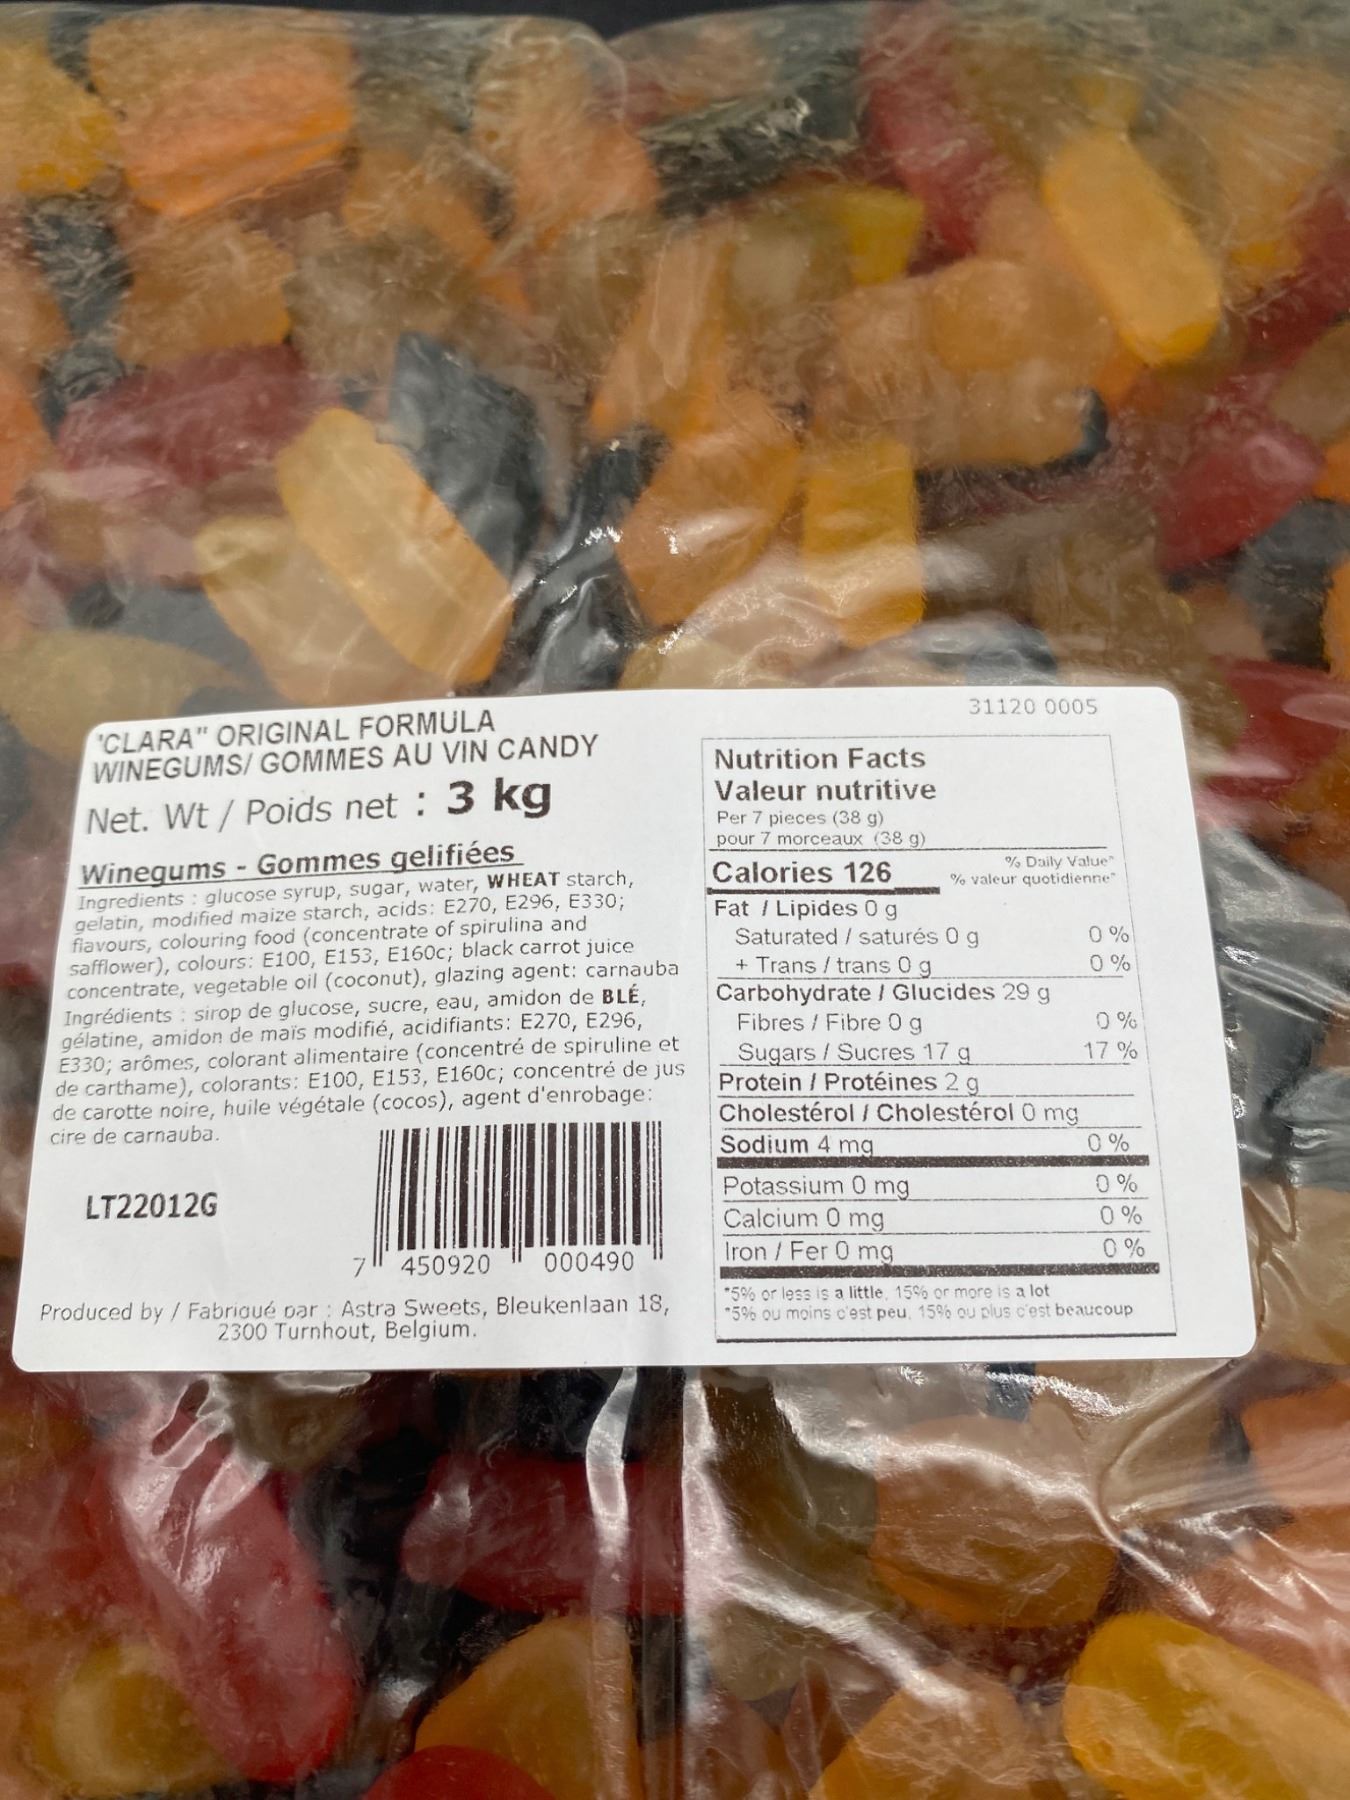 'CLARA" ORIGINAL FORMULA
WINEGUMS/ GOMMES AU VIN CANDY
Net. Wt / Poids net : 3 kg
Winegums - Gommes gelifiées
Ingredients : glucose syrup, sugar, water, WHEAT starch,
gelatin, modified maize starch, acids: E270, E296, E330;
flavours, colouring food (concentrate of spirulina and
safflower), colours: E100, E153, E160c; black carrot juice
concentrate, vegetable oil (coconut), glazing agent: carnauba
Ingrédients : sirop de glucose, sucre, eau, amidon de BLÉ,
gélatine, amidon de maïs modifié, acidifiants: E270, E296,
E330; arômes, colorant alimentaire (concentré de spiruline et
de carthame), colorants: E100, E153, E160c; concentré de jus
de carotte noire, huile végétale (cocos), agent d'enrobage:
cire de carnauba.
LT22012G
7 450920 000490
Produced by / Fabriqué par : Astra Sweets, Bleukenlaan 18,
2300 Turnhout, Belgium.
31120 0005
Nutrition Facts
Valeur nutritive
Per 7 pieces (38 g)
pour 7 morceaux (38 g)
Calories 126
% Daily Value*
% valeur quotidienne*
Fat / Lipides 0 g
Saturated / saturés 0 g 0 %
+ Trans / trans 0 g 0 %
Carbohydrate / Glucides 29 g
Fibres / Fibre 0 g 0 %
Sugars / Sucres 17 g 17 %
Protein / Protéines 2 g
Cholestérol / Cholestérol 0 mg
Sodium 4 mg 0 %
Potassium 0 mg 0 %
Calcium 0 mg 0 %
Iron / Fer 0 mg 0 %
*5% or less is a little, 15% or more is a lot
*5% ou moins c'est peu, 15% ou plus c'est beaucoup